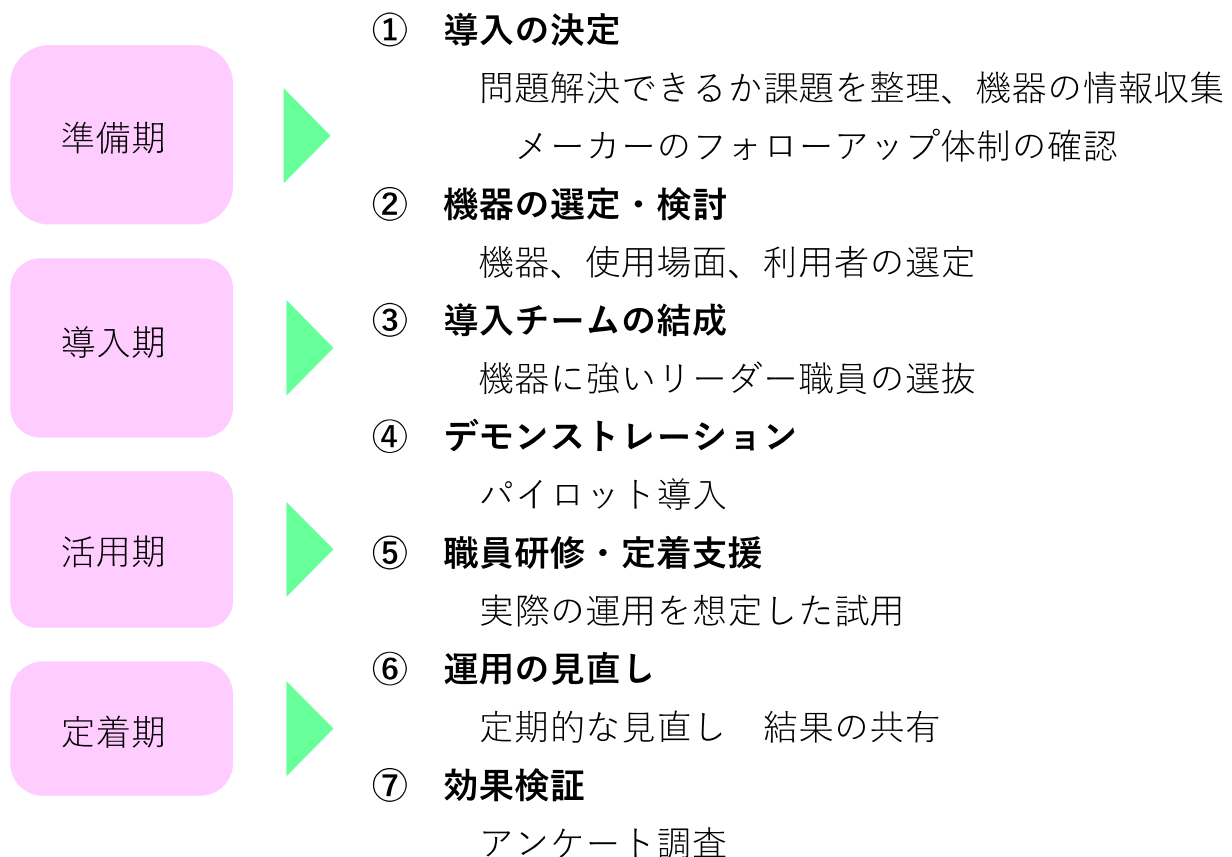 準備期
導入期
活用期
定着期
① 導入の決定
問題解決できるか課題を整理、機器の情報収集
メーカーのフォローアップ体制の確認
② 機器の選定・検討
機器、使用場面、利用者の選定
③ 導入チームの結成
機器に強いリーダー職員の選抜
④ デモンストレーション
パイロット導入
⑤ 職員研修・定着支援
実際の運用を想定した試用
⑥ 運用の見直し
定期的な見直し　結果の共有
⑦ 効果検証
アンケート調査